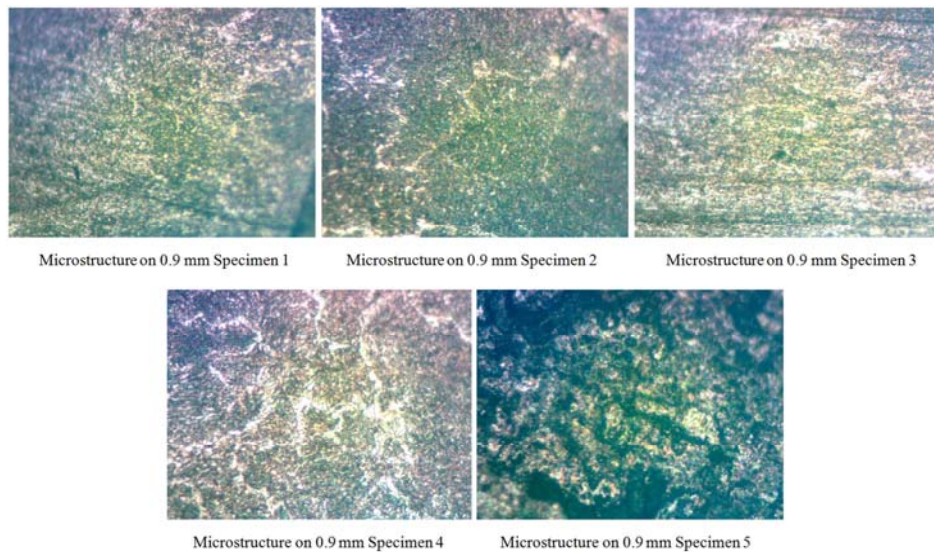 Microstructure on 0.9 mm Specimen 1
Microstructure on 0.9 mm Specimen 2
Microstructure on 0.9 mm Specimen 3
Microstructure on 0.9 mm Specimen 4
Microstructure on 0.9 mm Specimen 5